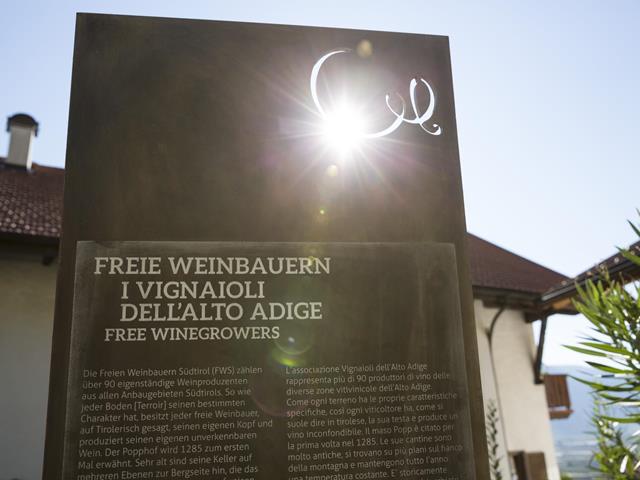 FREIE WEINBAUERN
I VIGNAIOLI
DELL'ALTO ADIGE
FREE WINEGROWERS
Die Freien Weinbauern Südtirol (FWS) zählen
über 90 eigenständige Weinproduzenten
aus allen Anbaugebieten Südtirols. So wie
jeder Boden [Terroir] seinen bestimmten
Charakter hat, besitzt jeder freie Weinbauer,
auf Tirolerisch gesagt, seinen eigenen Kopf und
produziert seinen eigenen unverkennbaren
Wein. Der Popphof wird 1285 zum ersten
Mal erwähnt. Sehr alt sind seine Keller auf
mehreren Ebenen zur Bergseite hin, die das
L'associazione Vignaioli dell'Alto Adige
rappresenta più di 90 produttori di vino delle
diverse zone vitivinicole dell'Alto Adige.
Come ogni terreno ha le proprie caratteristiche
specifiche, così ogni viticoltore ha, come si
suole dire in tirolese, la sua testa e produce un
vino inconfondibile. Il maso Popp è citato per
la prima volta nel 1285. Le sue cantine sono
molto antiche, si trovano su più piani sul fianco
della montagna e mantengono tutto l'anno
una temperatura costante. E' storicamente